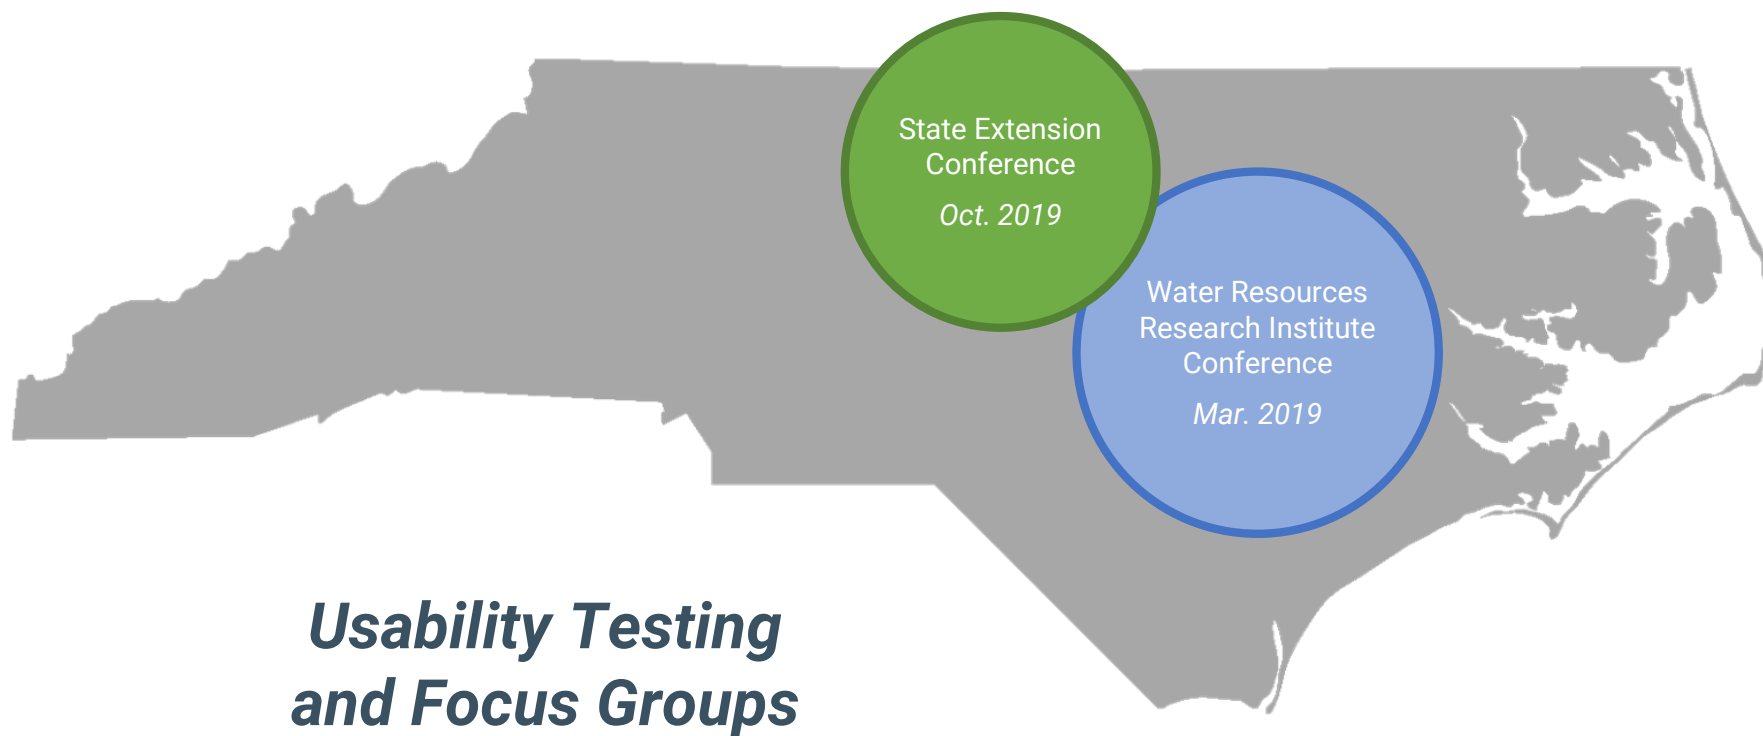 State Extension
Conference
Oct. 2019
Water Resources
Research Institute
Conference
Mar. 2019
Usability Testing
and Focus Groups